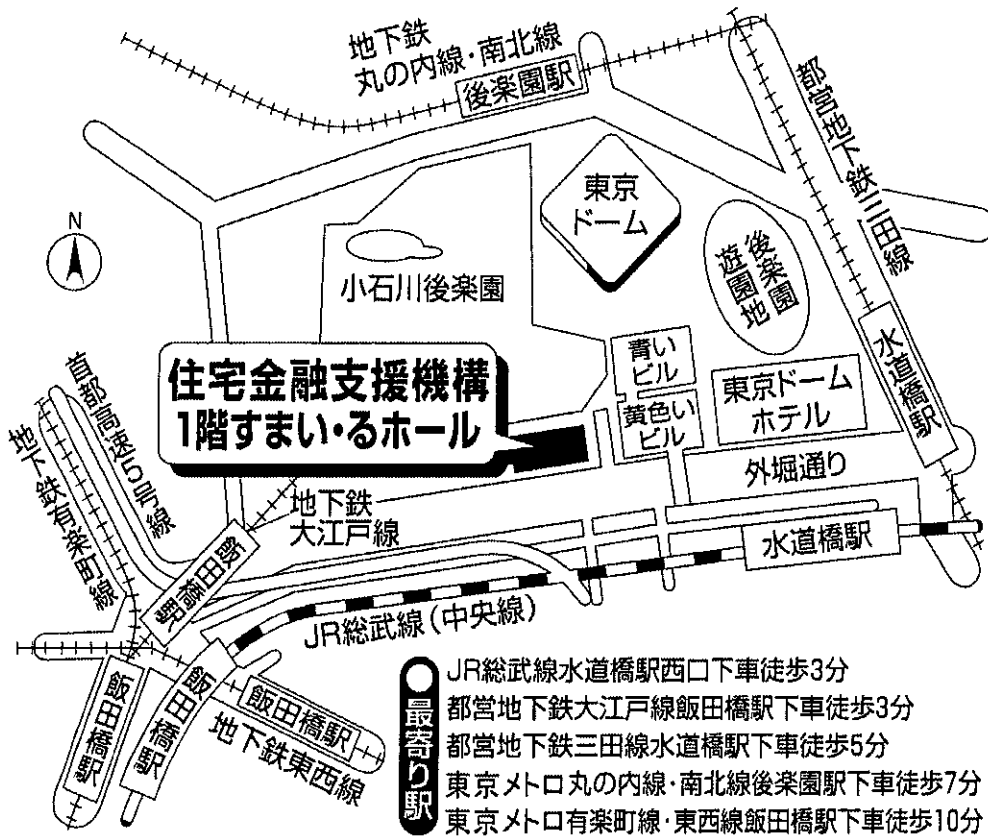 地下鉄
丸の内線・南北線
後楽園駅
都営地下鉄三田線
東京
ドーム
N
小石川後楽園
後楽園
遊園地
水道橋駅
青い
ビル
東京ドーム
ホテル
住宅金融支援機構
1階すまい・るホール
黄色い
ビル
外堀通り
首都高速5号線
地下鉄有楽町線
地下鉄
大江戸線
飯田橋駅
水道橋駅
JR総武線(中央線)
飯田橋駅
飯田橋駅
飯田橋駅
地下鉄東西線
最寄り駅
JR総武線水道橋駅西口下車徒歩3分
都営地下鉄大江戸線飯田橋駅下車徒歩3分
都営地下鉄三田線水道橋駅下車徒歩5分
東京メトロ丸の内線・南北線後楽園駅下車徒歩7分
東京メトロ有楽町線・東西線飯田橋駅下車徒歩10分